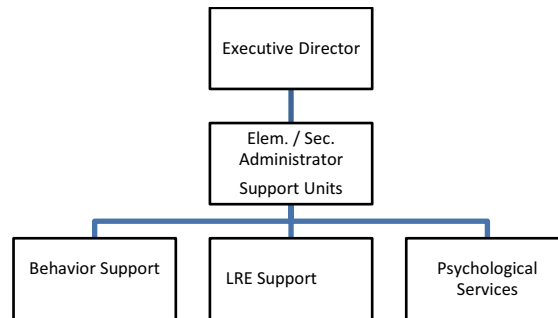 Executive Director
Elem. / Sec.
Administrator
Support Units
Behavior Support
LRE Support
Psychological
Services